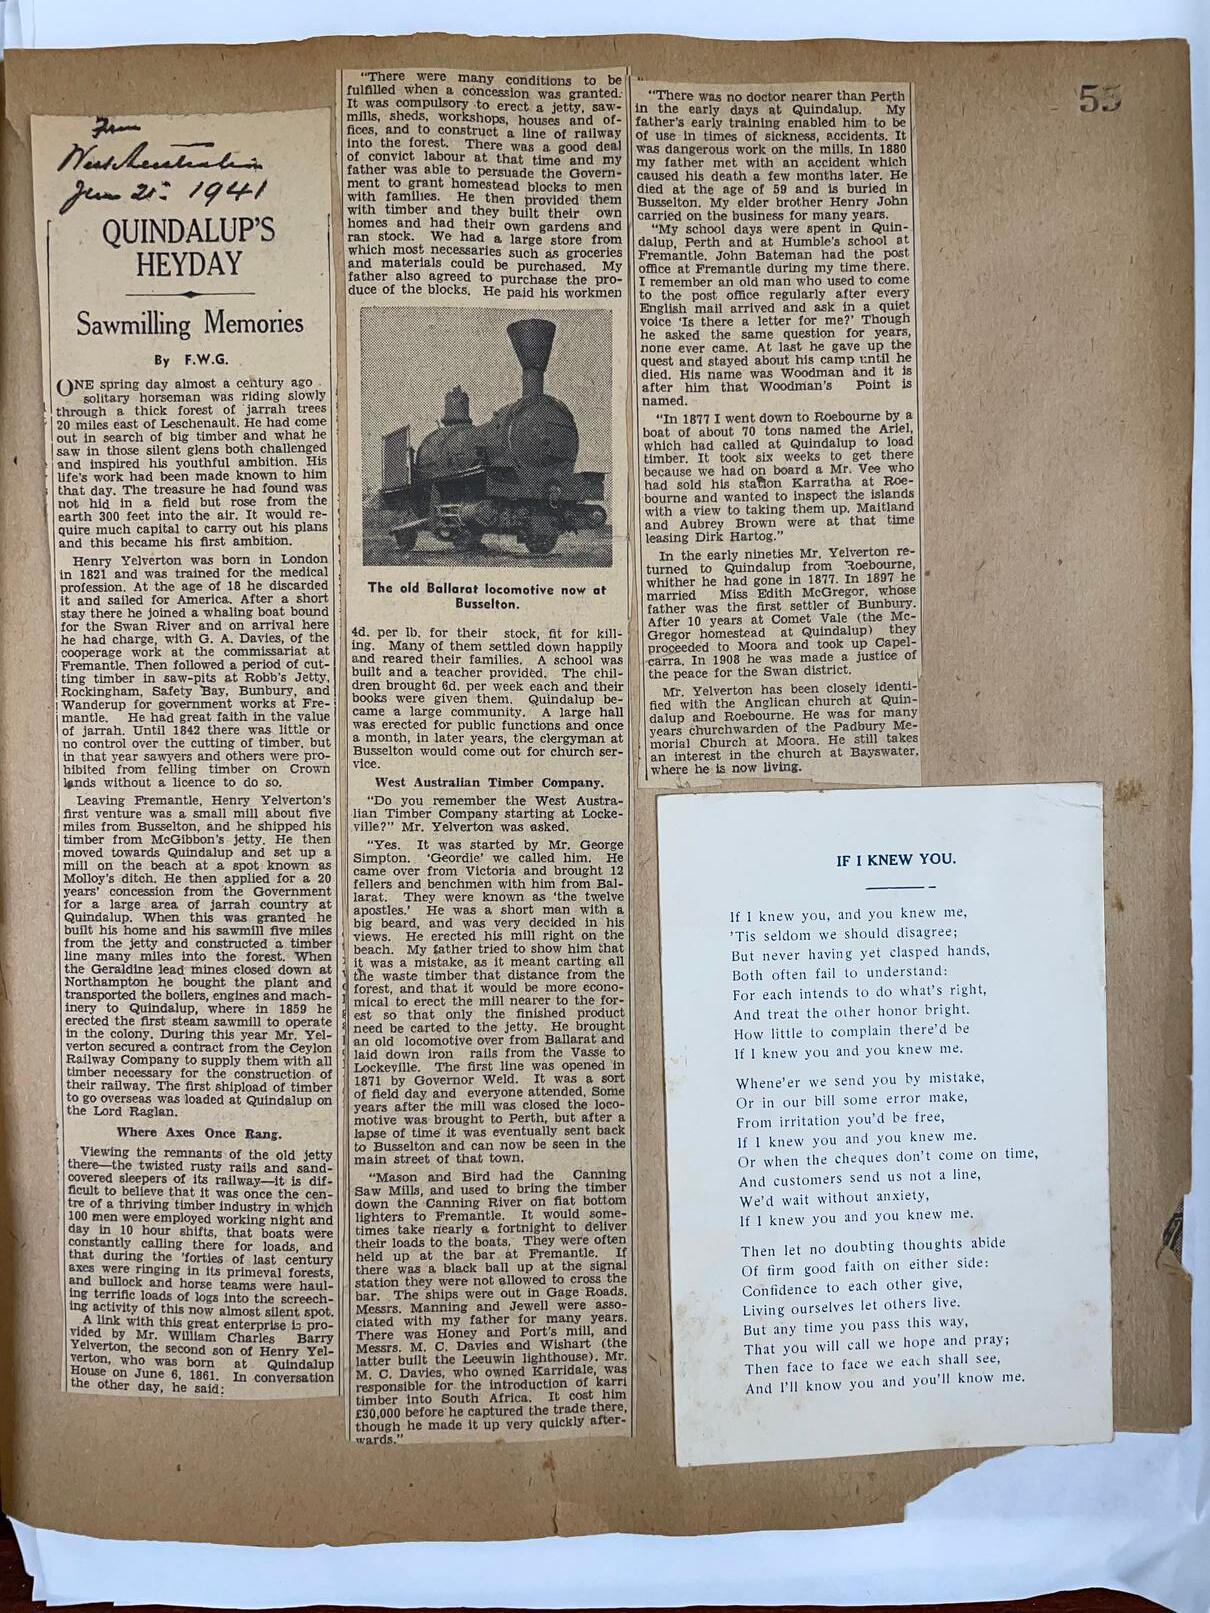 55
From
West Australian
June 21st 1941
QUINDALUP'S
HEYDAY
Sawmilling Memories
By F.W.G.
ONE spring day almost a century ago
solitary horseman was riding slowly
through a thick forest of jarrah trees
20 miles east of Leschenault. He had come
out in search of big timber and what he
saw in those silent glens both challenged
and inspired his youthful ambition. His
life's work had been made known to him
that day. The treasure he had found was
not hid in a field but rose from the
earth 300 feet into the air. It would re-
quire much capital to carry out his plans
and this became his first ambition.
Henry Yelverton was born in London
in 1821 and was trained for the medical
profession. At the age of 18 he discarded
it and sailed for America. After a short
stay there he joined a whaling boat bound
for the Swan River and on arrival here
he had charge, with G. A. Davies, of the
cooperage work at the commissariat at
Fremantle. Then followed a period of cut-
ting timber in saw-pits at Robb's Jetty,
Rockingham, Safety Bay, Bunbury, and
Wanderup for government works at Fre-
mantle. He had great faith in the value
of jarrah. Until 1842 there was little or
no control over the cutting of timber, but
in that year sawyers and others were pro-
hibited from felling timber on Crown
lands without a licence to do so.
Leaving Fremantle, Henry Yelverton's
first venture was a small mill about five
miles from Busselton, and he shipped his
timber from McGibbon's jetty. He then
moved towards Quindalup and set up a
mill on the beach at a spot known as
Molloy's ditch. He then applied for a 20
years' concession from the Government
for a large area of jarrah country at
Quindalup. When this was granted he
built his home and his sawmill five miles
from the jetty and constructed a timber
line many miles into the forest. When
the Geraldine lead mines closed down at
Northampton he bought the plant and
transported the boilers, engines and mach-
inery to Quindalup, where in 1859 he
erected the first steam sawmill to operate
in the colony. During this year Mr. Yel-
verton secured a contract from the Ceylon
Railway Company to supply them with all
timber necessary for the construction of
their railway. The first shipload of timber
to go overseas was loaded at Quindalup on
the Lord Raglan.
Where Axes Once Rang.
Viewing the remnants of the old jetty
there—the twisted rusty rails and sand-
covered sleepers of its railway—it is dif-
ficult to believe that it was once the cen-
tre of a thriving timber industry in which
100 men were employed working night and
day in 10 hour shifts, that boats were
constantly calling there for loads, and
that during the 'forties of last century
axes were ringing in its primeval forests,
and bullock and horse teams were haul-
ing terrific loads of logs into the screech-
ing activity of this now almost silent spot.
A link with this great enterprise is pro-
vided by Mr. William Charles Barry
Yelverton, the second son of Henry Yel-
verton, who was born at Quindalup
House on June 6, 1861. In conversation
the other day, he said:
"There were many conditions to be
fulfilled when a concession was granted.
It was compulsory to erect a jetty, saw-
mills, sheds, workshops, houses and of-
fices, and to construct a line of railway
into the forest. There was a good deal
of convict labour at that time and my
father was able to persuade the Govern-
ment to grant homestead blocks to men
with families. He then provided them
with timber and they built their own
homes and had their own gardens and
ran stock. We had a large store from
which most necessaries such as groceries
and materials could be purchased. My
father also agreed to purchase the pro-
duce of the blocks. He paid his workmen
The old Ballarat locomotive now at
Busselton.
4d. per lb. for their stock, fit for kill-
ing. Many of them settled down happily
and reared their families. A school was
built and a teacher provided. The chil-
dren brought 6d. per week each and their
books were given them. Quindalup be-
came a large community. A large hall
was erected for public functions and once
a month, in later years, the clergyman at
Busselton would come out for church ser-
vice.
West Australian Timber Company.
"Do you remember the West Austra-
lian Timber Company starting at Locke-
ville?" Mr. Yelverton was asked.
"Yes. It was started by Mr. George
Simpton. 'Geordie' we called him. He
came over from Victoria and brought 12
fellers and benchmen with him from Bal-
larat. They were known as 'the twelve
apostles.' He was a short man with a
big beard, and was very decided in his
views. He erected his mill right on the
beach. My father tried to show him that
it was a mistake, as it meant carting all
the waste timber that distance from the
forest, and that it would be more econo-
mical to erect the mill nearer to the for-
est so that only the finished product
need be carted to the jetty. He brought
an old locomotive over from Ballarat and
laid down iron rails from the Vasse to
Lockeville. The first line was opened in
1871 by Governor Weld. It was a sort
of field day and everyone attended. Some
years after the mill was closed the loco-
motive was brought to Perth, but after a
lapse of time it was eventually sent back
to Busselton and can now be seen in the
main street of that town.
"Mason and Bird had the Canning
Saw Mills, and used to bring the timber
down the Canning River on flat bottom
lighters to Fremantle. It would some-
times take nearly a fortnight to deliver
their loads to the boats. They were often
held up at the bar at Fremantle. If
there was a black ball up at the signal
station they were not allowed to cross the
bar. The ships were out in Gage Roads.
Messrs. Manning and Jewell were asso-
ciated with my father for many years.
There was Honey and Port's mill, and
Messrs. M. C. Davies and Wishart (the
latter built the Leeuwin lighthouse). Mr.
M. C. Davies, who owned Karridale, was
responsible for the introduction of karri
timber into South Africa. It cost him
£30,000 before he captured the trade there,
though he made it up very quickly after-
wards."
"There was no doctor nearer than Perth
in the early days at Quindalup. My
father's early training enabled him to be
of use in times of sickness, accidents. It
was dangerous work on the mills. In 1880
my father met with an accident which
caused his death a few months later. He
died at the age of 59 and is buried in
Busselton. My elder brother Henry John
carried on the business for many years.
"My school days were spent in Quin-
dalup, Perth and at Humble's school at
Fremantle. John Bateman had the post
office at Fremantle during my time there.
I remember an old man who used to come
to the post office regularly after every
English mail arrived and ask in a quiet
voice 'Is there a letter for me?' Though
he asked the same question for years,
none ever came. At last he gave up the
quest and stayed about his camp until he
died. His name was Woodman and it is
after him that Woodman's Point is
named.
"In 1877 I went down to Roebourne by a
boat of about 70 tons named the Ariel,
which had called at Quindalup to load
timber. It took six weeks to get there
because we had on board a Mr. Vee who
had sold his station Karratha at Roe-
bourne and wanted to inspect the islands
with a view to taking them up. Maitland
and Aubrey Brown were at that time
leasing Dirk Hartog."
In the early nineties Mr. Yelverton re-
turned to Quindalup from Roebourne,
whither he had gone in 1877. In 1897 he
married Miss Edith McGregor, whose
father was the first settler of Bunbury.
After 10 years at Comet Vale (the Mc-
Gregor homestead at Quindalup) they
proceeded to Moora and took up Capel-
carra. In 1908 he was made a justice of
the peace for the Swan district.
Mr. Yelverton has been closely identi-
fied with the Anglican church at Quin-
dalup and Roebourne. He was for many
years churchwarden of the Padbury Me-
morial Church at Moora. He still takes
an interest in the church at Bayswater,
where he is now living.
IF I KNEW YOU.
If I knew you, and you knew me,
'Tis seldom we should disagree;
But never having yet clasped hands,
Both often fail to understand:
For each intends to do what's right,
And treat the other honor bright.
How little to complain there'd be
If I knew you and you knew me.
Whene'er we send you by mistake,
Or in our bill some error make,
From irritation you'd be free,
If I knew you and you knew me.
Or when the cheques don't come on time,
And customers send us not a line,
We'd wait without anxiety,
If I knew you and you knew me.
Then let no doubting thoughts abide
Of firm good faith on either side:
Confidence to each other give,
Living ourselves let others live.
But any time you pass this way,
That you will call we hope and pray;
Then face to face we each shall see,
And I'll know you and you'll know me.